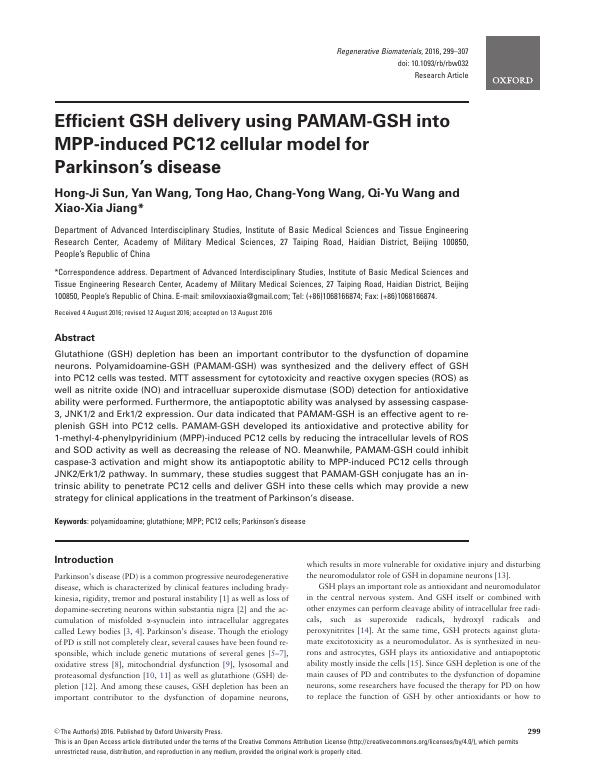 Regenerative Biomaterials, 2016, 299–307
doi: 10.1093/rb/rbw032
Research Article
OXFORD
Efficient GSH delivery using PAMAM-GSH into
MPP-induced PC12 cellular model for
Parkinson's disease
Hong-Ji Sun, Yan Wang, Tong Hao, Chang-Yong Wang, Qi-Yu Wang and
Xiao-Xia Jiang*
Department of Advanced Interdisciplinary Studies, Institute of Basic Medical Sciences and Tissue Engineering
Research Center, Academy of Military Medical Sciences, 27 Taiping Road, Haidian District, Beijing 100850,
People's Republic of China
*Correspondence address. Department of Advanced Interdisciplinary Studies, Institute of Basic Medical Sciences and
Tissue Engineering Research Center, Academy of Military Medical Sciences, 27 Taiping Road, Haidian District, Beijing
100850, People's Republic of China. E-mail: smilovxiaoxia@gmail.com; Tel: (+86)1068166874; Fax: (+86)1068166874.
Received 4 August 2016; revised 12 August 2016; accepted on 13 August 2016
Abstract
Glutathione (GSH) depletion has been an important contributor to the dysfunction of dopamine
neurons. Polyamidoamine-GSH (PAMAM-GSH) was synthesized and the delivery effect of GSH
into PC12 cells was tested. MTT assessment for cytotoxicity and reactive oxygen species (ROS) as
well as nitrite oxide (NO) and intracelluar superoxide dismutase (SOD) detection for antioxidative
ability were performed. Furthermore, the antiapoptotic ability was analysed by assessing caspase-
3, JNK1/2 and Erk1/2 expression. Our data indicated that PAMAM-GSH is an effective agent to re-
plenish GSH into PC12 cells. PAMAM-GSH developed its antioxidative and protective ability for
1-methyl-4-phenylpyridinium (MPP)-induced PC12 cells by reducing the intracellular levels of ROS
and SOD activity as well as decreasing the release of NO. Meanwhile, PAMAM-GSH could inhibit
caspase-3 activation and might show its antiapoptotic ability to MPP-induced PC12 cells through
JNK2/Erk1/2 pathway. In summary, these studies suggest that PAMAM-GSH conjugate has an in-
trinsic ability to penetrate PC12 cells and deliver GSH into these cells which may provide a new
strategy for clinical applications in the treatment of Parkinson's disease.
Keywords: polyamidoamine; glutathione; MPP; PC12 cells; Parkinson's disease
Introduction
Parkinson's disease (PD) is a common progressive neurodegenerative
disease, which is characterized by clinical features including brady-
kinesia, rigidity, tremor and postural instability [1] as well as loss of
dopamine-secreting neurons within substantia nigra [2] and the ac-
cumulation of misfolded α-synuclein into intracellular aggregates
called Lewy bodies [3, 4]. Parkinson's disease. Though the etiology
of PD is still not completely clear, several causes have been found re-
sponsible, which include genetic mutations of several genes [5–7],
oxidative stress [8], mitochondrial dysfunction [9], lysosomal and
proteasomal dysfunction [10, 11] as well as glutathione (GSH) de-
pletion [12]. And among these causes, GSH depletion has been an
important contributor to the dysfunction of dopamine neurons,
which results in more vulnerable for oxidative injury and disturbing
the neuromodulator role of GSH in dopamine neurons [13].
GSH plays an important role as antioxidant and neuromodulator
in the central nervous system. And GSH itself or combined with
other enzymes can perform cleavage ability of intracellular free radi-
cals, such as superoxide radicals, hydroxyl radicals and
peroxynitrites [14]. At the same time, GSH protects against gluta-
mate excitotoxicity as a neuromodulator. As is synthesized in neu-
rons and astrocytes, GSH plays its antioxidative and antiapoptotic
ability mostly inside the cells [15]. Since GSH depletion is one of the
main causes of PD and contributes to the dysfunction of dopamine
neurons, some researchers have focused the therapy for PD on how
to replace the function of GSH by other antioxidants or how to
© The Author(s) 2016. Published by Oxford University Press.
299
This is an Open Access article distributed under the terms of the Creative Commons Attribution License (http://creativecommons.org/licenses/by/4.0/), which permits
unrestricted reuse, distribution, and reproduction in any medium, provided the original work is properly cited.